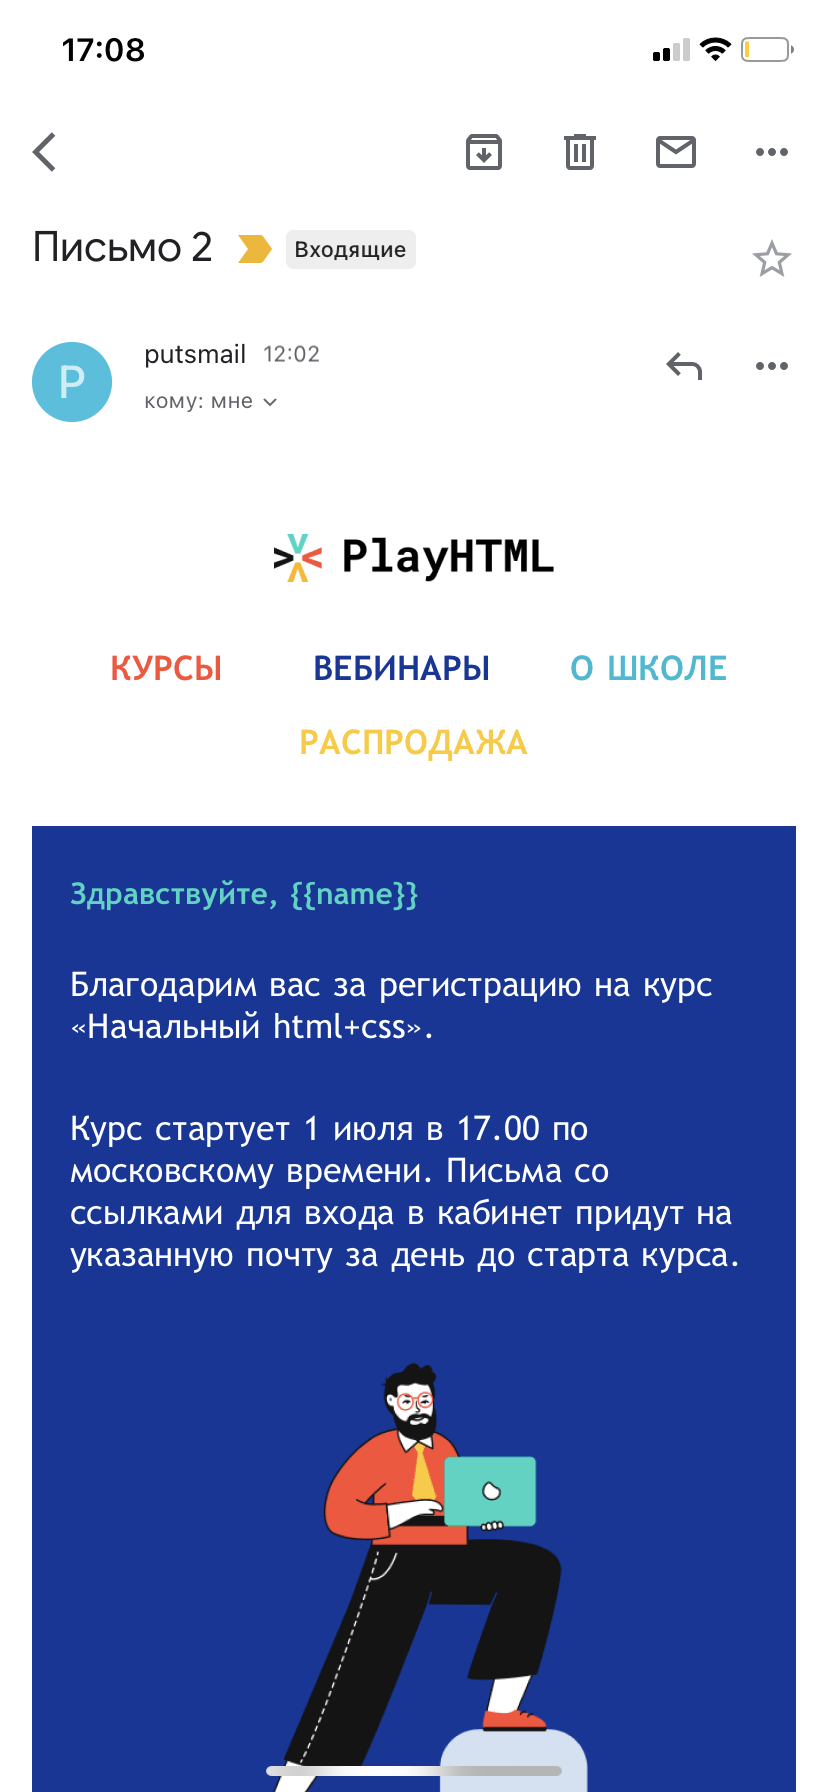 17:08
Письмо 2 Входящие
P
putsmail 12:02
кому: мне
PlayHTML
КУРСЫ ВЕБИНАРЫ О ШКОЛЕ
РАСПРОДАЖА
Здравствуйте, {{name}}
Благодарим вас за регистрацию на курс
«Начальный html+css».
Курс стартует 1 июля в 17.00 по
московскому времени. Письма со
ссылками для входа в кабинет придут на
указанную почту за день до старта курса.